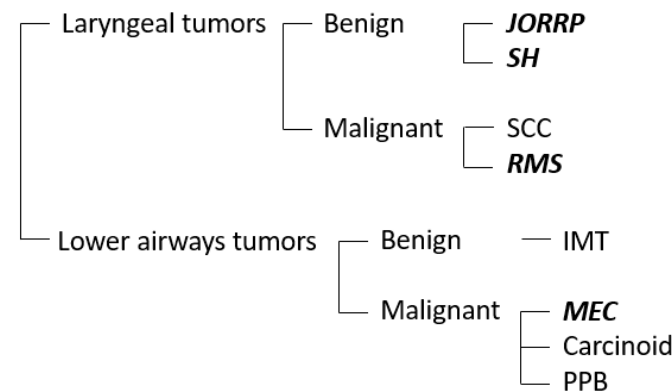 Laryngeal tumors Benign JORRP
SH
Malignant SCC
RMS
Lower airways tumors Benign IMT
Malignant MEC
Carcinoid
PPB